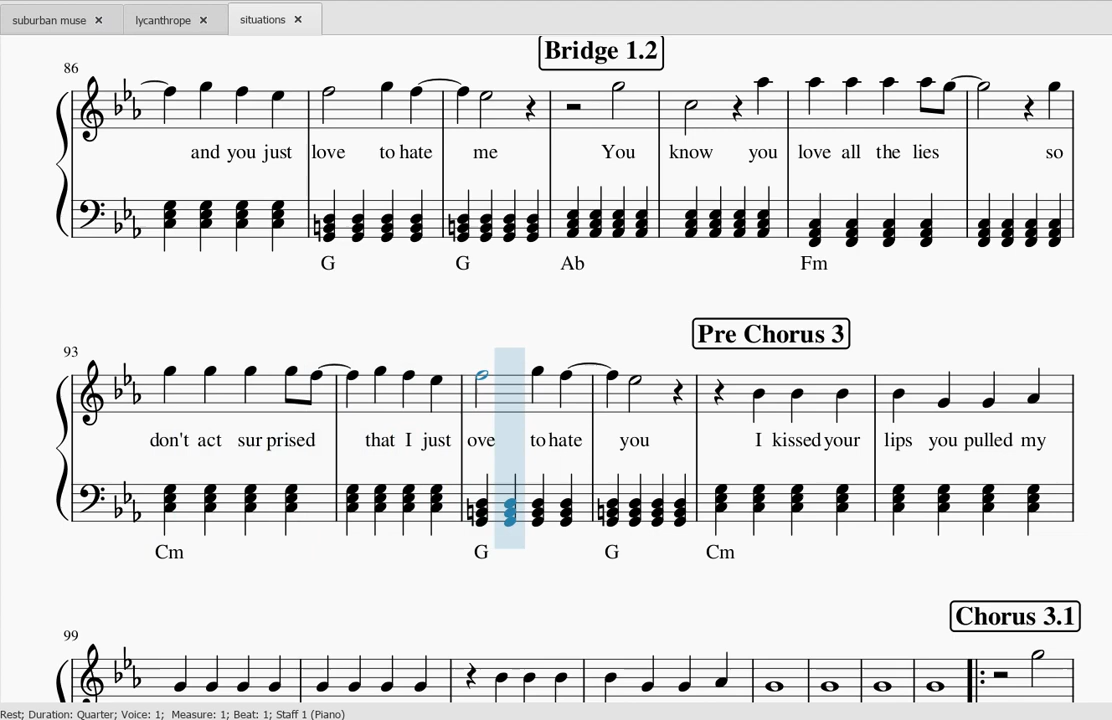 suburban muse × lycanthrope × situations ×
Bridge 1.2
86
and you just love to hate me You know you love all the lies so
G G Ab Fm
Pre Chorus 3
93
don't act sur prised that I just ove to hate you I kissed your lips you pulled my
Cm G G Cm
Chorus 3.1
99
Rest; Duration: Quarter; Voice: 1; Measure: 1; Beat: 1; Staff 1 (Piano)